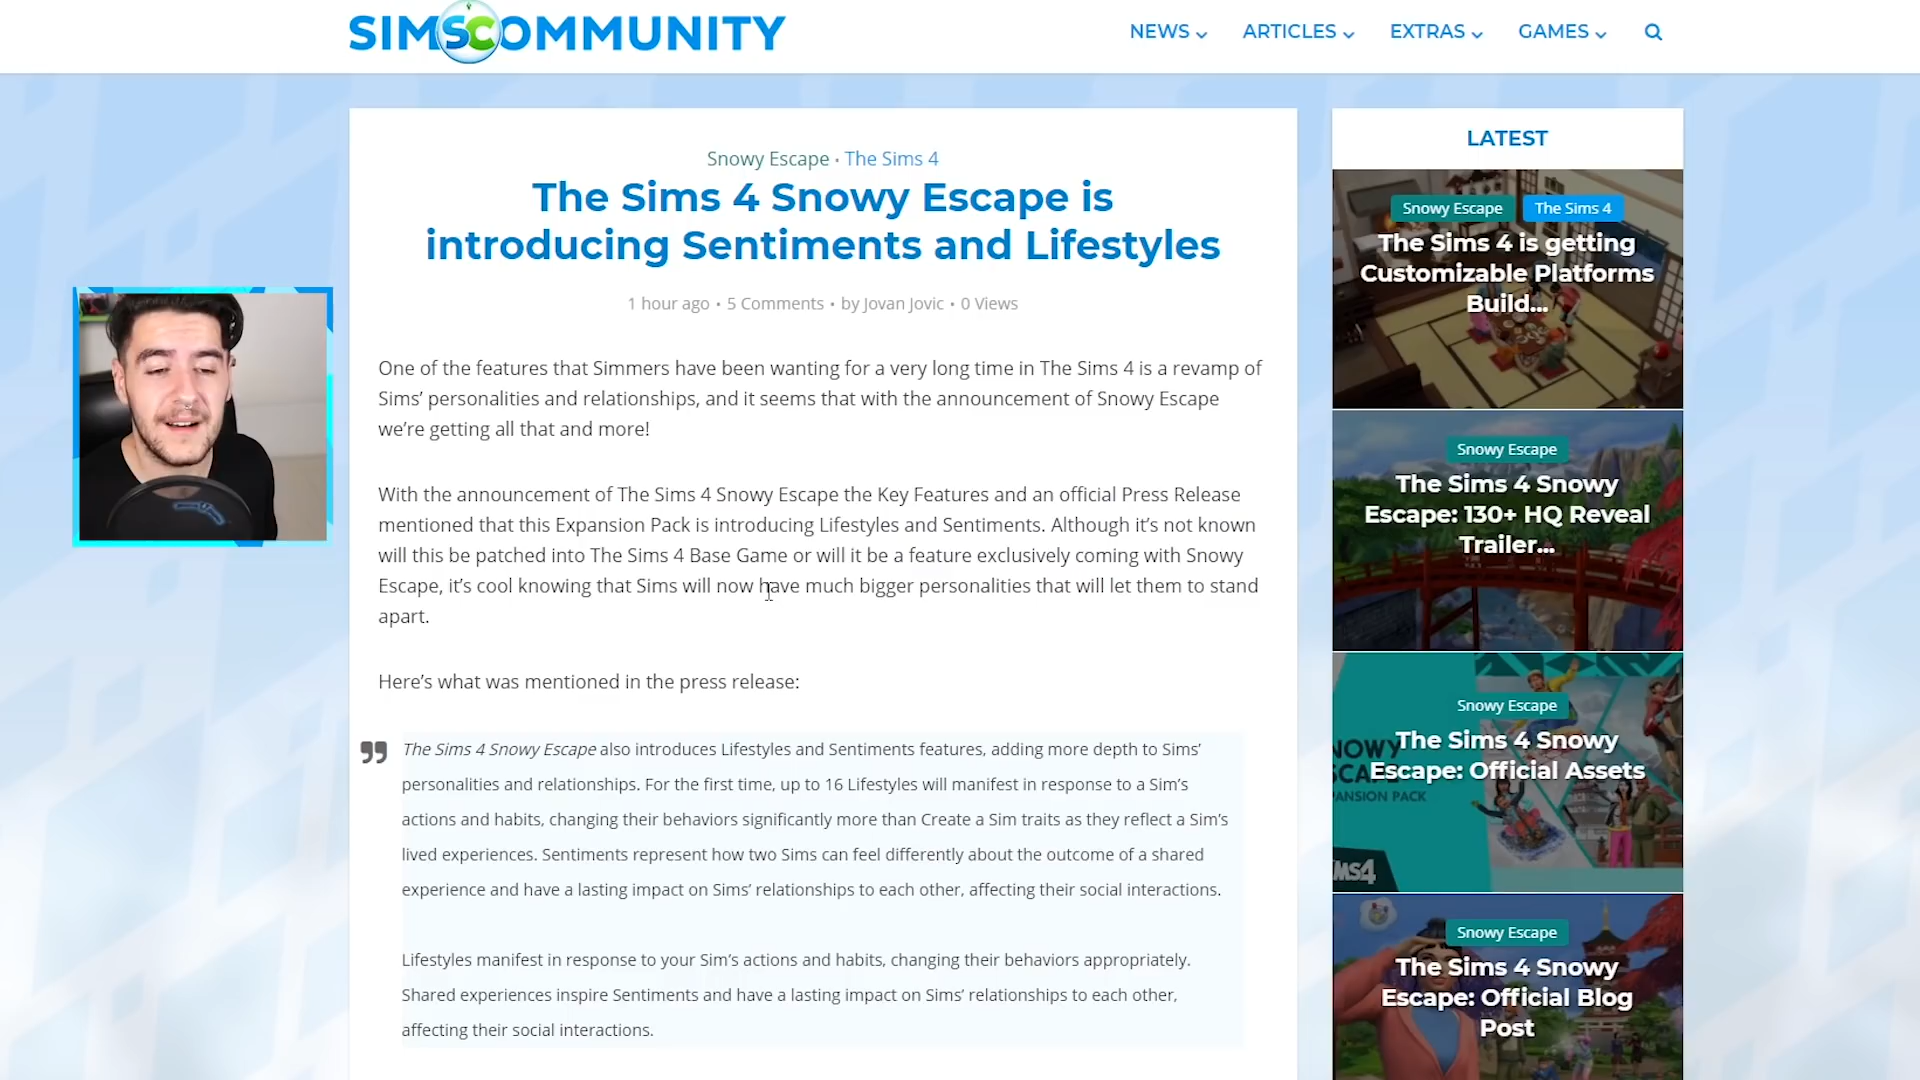 SIMSCOMMUNITY
NEWS
ARTICLES
EXTRAS
GAMES
Snowy Escape • The Sims 4
The Sims 4 Snowy Escape is
introducing Sentiments and Lifestyles
1 hour ago • 5 Comments • by Jovan Jovic • 0 Views
One of the features that Simmers have been wanting for a very long time in The Sims 4 is a revamp of
Sims’ personalities and relationships, and it seems that with the announcement of Snowy Escape
we’re getting all that and more!
With the announcement of The Sims 4 Snowy Escape the Key Features and an official Press Release
mentioned that this Expansion Pack is introducing Lifestyles and Sentiments. Although it’s not known
will this be patched into The Sims 4 Base Game or will it be a feature exclusively coming with Snowy
Escape, it’s cool knowing that Sims will now have much bigger personalities that will let them to stand
apart.
Here’s what was mentioned in the press release:
The Sims 4 Snowy Escape also introduces Lifestyles and Sentiments features, adding more depth to Sims’
personalities and relationships. For the first time, up to 16 Lifestyles will manifest in response to a Sim’s
actions and habits, changing their behaviors significantly more than Create a Sim traits as they reflect a Sim’s
lived experiences. Sentiments represent how two Sims can feel differently about the outcome of a shared
experience and have a lasting impact on Sims’ relationships to each other, affecting their social interactions.
Lifestyles manifest in response to your Sim’s actions and habits, changing their behaviors appropriately.
Shared experiences inspire Sentiments and have a lasting impact on Sims’ relationships to each other,
affecting their social interactions.
LATEST
Snowy Escape
The Sims 4
The Sims 4 is getting
Customizable Platforms
Build...
Snowy Escape
The Sims 4 Snowy
Escape: 130+ HQ Reveal
Trailer...
Snowy Escape
The Sims 4 Snowy
Escape: Official Assets
Snowy Escape
The Sims 4 Snowy
Escape: Official Blog
Post